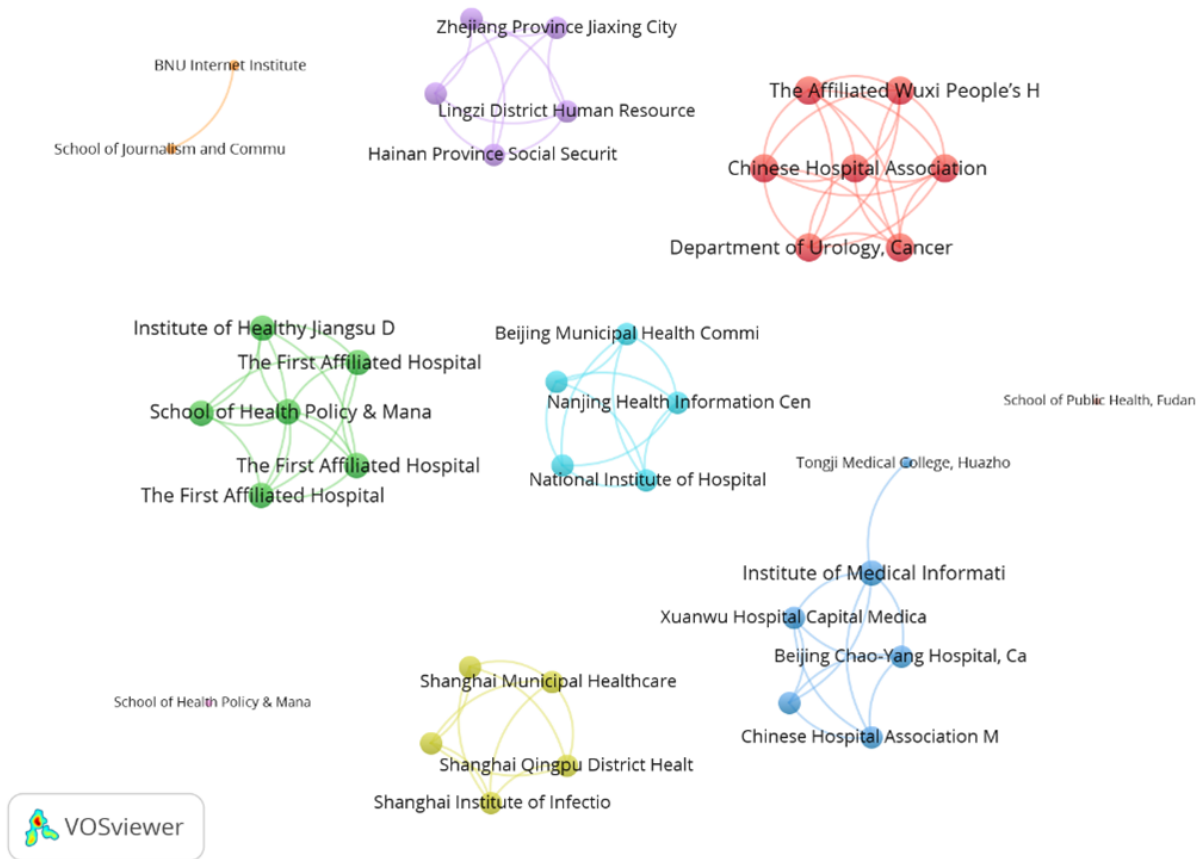 Zhejiang Province Jiaxing City
BNU Internet Institute
The Affiliated Wuxi People's H
Lingzi District Human Resource
School of Journalism and Commu
Hainan Province Social Securit
Chinese Hospital Association
Department of Urology, Cancer
Institute of Healthy Jiangsu D
Beijing Municipal Health Commi
The First Affiliated Hospital
School of Public Health, Fudan
Nanjing Health Information Cen
School of Health Policy & Mana
Tongji Medical College, Huazho
The First Affiliated Hospital
National Institute of Hospital
The First Affiliated Hospital
Institute of Medical Informati
Xuanwu Hospital Capital Medica
Beijing Chao-Yang Hospital, Ca
Shanghai Municipal Healthcare
School of Health Policy & Mana
Chinese Hospital Association M
Shanghai Qingpu District Healt
Shanghai Institute of Infectio
VOSviewer